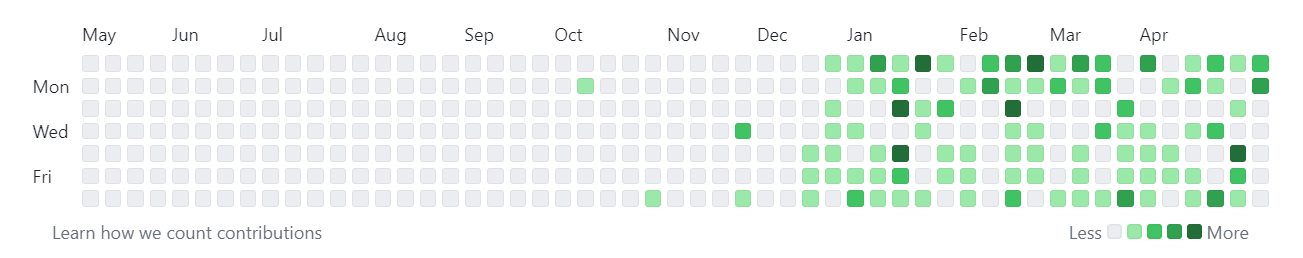 May Jun Jul Aug Sep Oct Nov Dec Jan Feb Mar Apr
Mon
Wed
Fri
Learn how we count contributions Less More